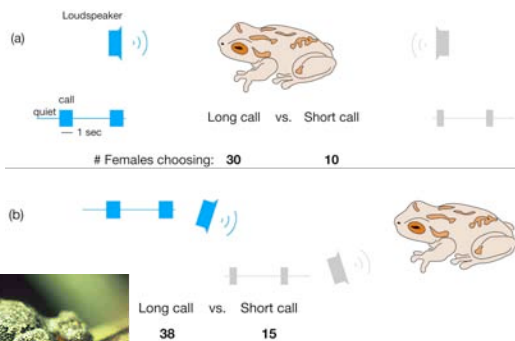 Loudspeaker
(a)
call
quiet
1 sec
Long call vs. Short call
# Females choosing: 30 10
(b)
Long call vs. Short call
38 15